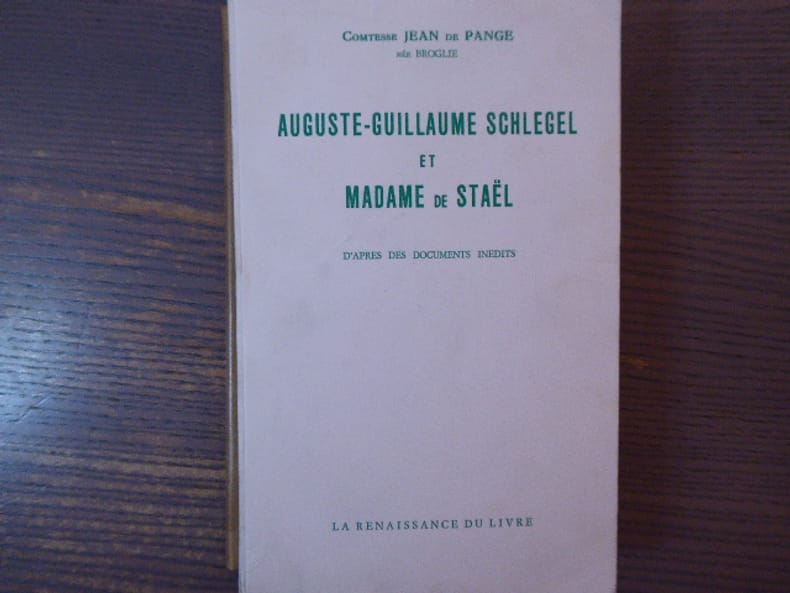 COMTESSE JEAN DE PANGE
NÉE BROGLIE
AUGUSTE-GUILLAUME SCHLEGEL
ET
MADAME DE STAËL
D'APRES DES DOCUMENTS INEDITS
LA RENAISSANCE DU LIVRE